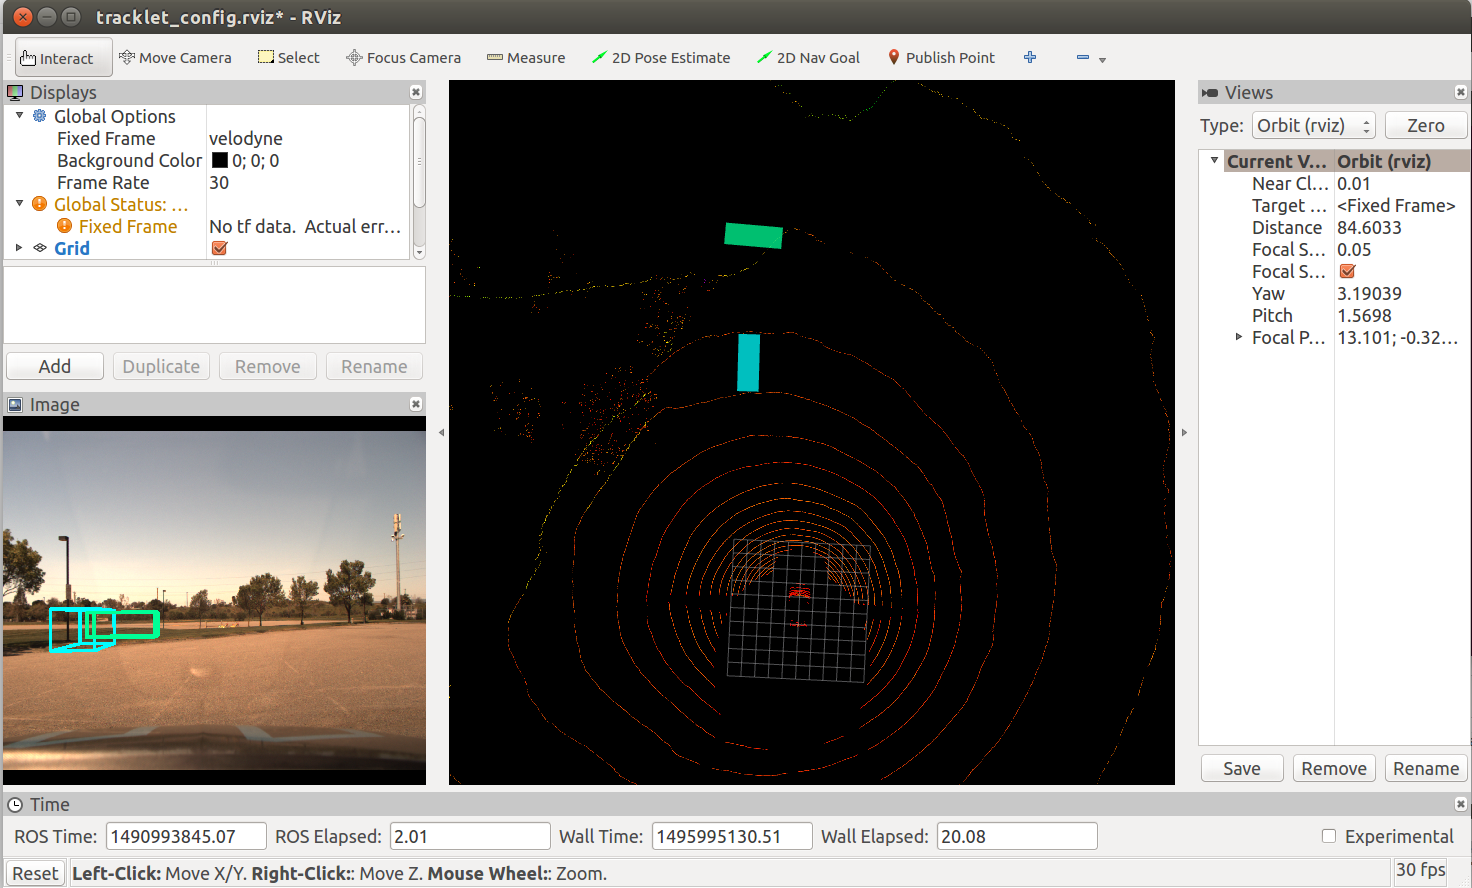 tracklet_config.rviz* - RViz
Interact Move Camera Select Focus Camera Measure 2D Pose Estimate 2D Nav Goal Publish Point
Displays
Global Options
Fixed Frame velodyne
Background Color 0; 0; 0
Frame Rate 30
Global Status: ...
Fixed Frame No tf data.  Actual err...
Grid
Add Duplicate Remove Rename
Image
Views
Type: Orbit (rviz) Zero
Current V... Orbit (rviz)
Near Cl... 0.01
Target ... <Fixed Frame>
Distance 84.6033
Focal S... 0.05
Focal S...
Yaw 3.19039
Pitch 1.5698
Focal P... 13.101; -0.32...
Save Remove Rename
Time
ROS Time: 1490993845.07 ROS Elapsed: 2.01 Wall Time: 1495995130.51 Wall Elapsed: 20.08 Experimental
Reset Left-Click: Move X/Y. Right-Click:: Move Z. Mouse Wheel:: Zoom. 30 fps